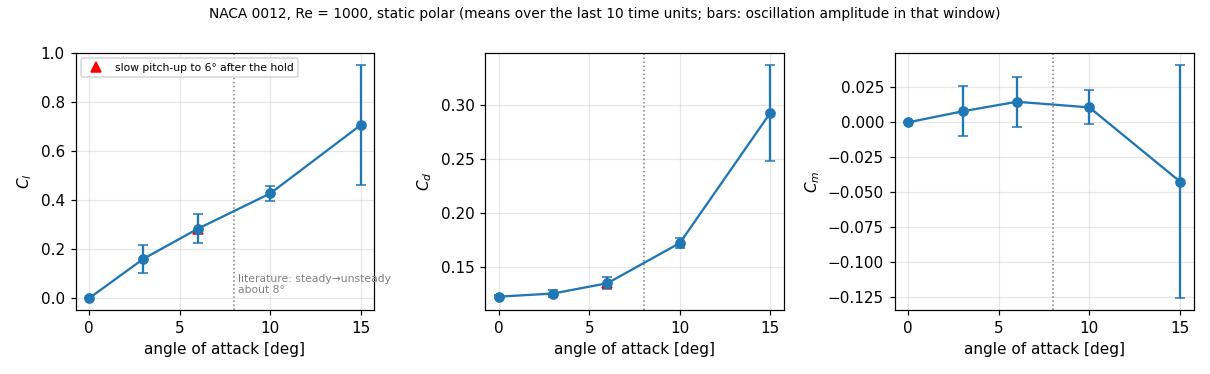 NACA 0012, Re = 1000, static polar (means over the last 10 time units; bars: oscillation amplitude in that window)
1.0
0.8
0.6
0.4
0.2
0.0
C_l
slow pitch-up to 6° after the hold
literature: steady→unsteady
about 8°
0 5 10 15
angle of attack [deg]
0.30
0.25
0.20
0.15
C_d
0 5 10 15
angle of attack [deg]
0.025
0.000
−0.025
−0.050
−0.075
−0.100
−0.125
C_m
0 5 10 15
angle of attack [deg]